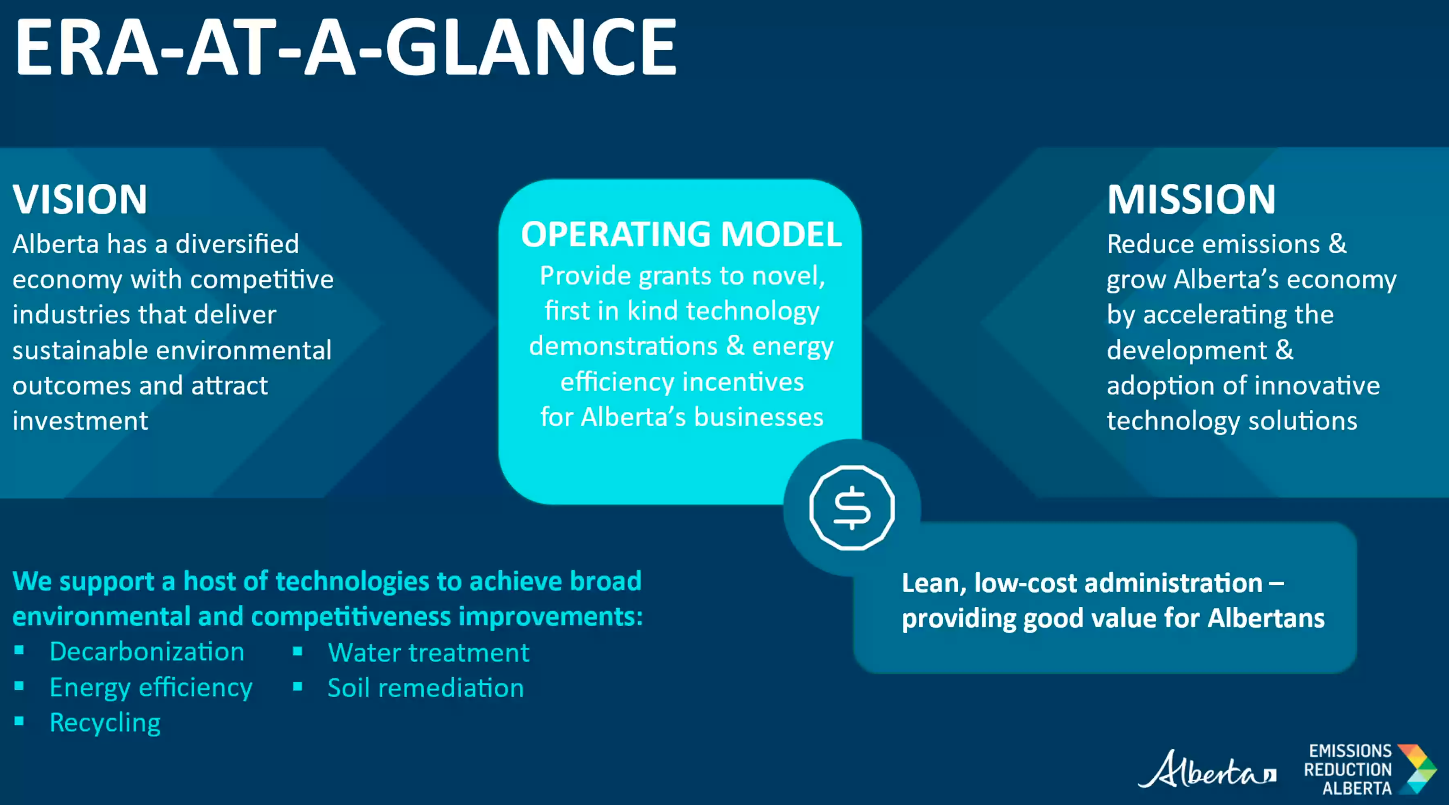 ERA-AT-A-GLANCE
VISION
Alberta has a diversified
economy with competitive
industries that deliver
sustainable environmental
outcomes and attract
investment
OPERATING MODEL
Provide grants to novel,
first in kind technology
demonstrations & energy
efficiency incentives
for Alberta's businesses
MISSION
Reduce emissions &
grow Alberta's economy
by accelerating the
development &
adoption of innovative
technology solutions
$
Lean, low-cost administration –
providing good value for Albertans
We support a host of technologies to achieve broad
environmental and competitiveness improvements:
▪ Decarbonization
▪ Energy efficiency
▪ Recycling
▪ Water treatment
▪ Soil remediation
Alberta
EMISSIONS
REDUCTION
ALBERTA